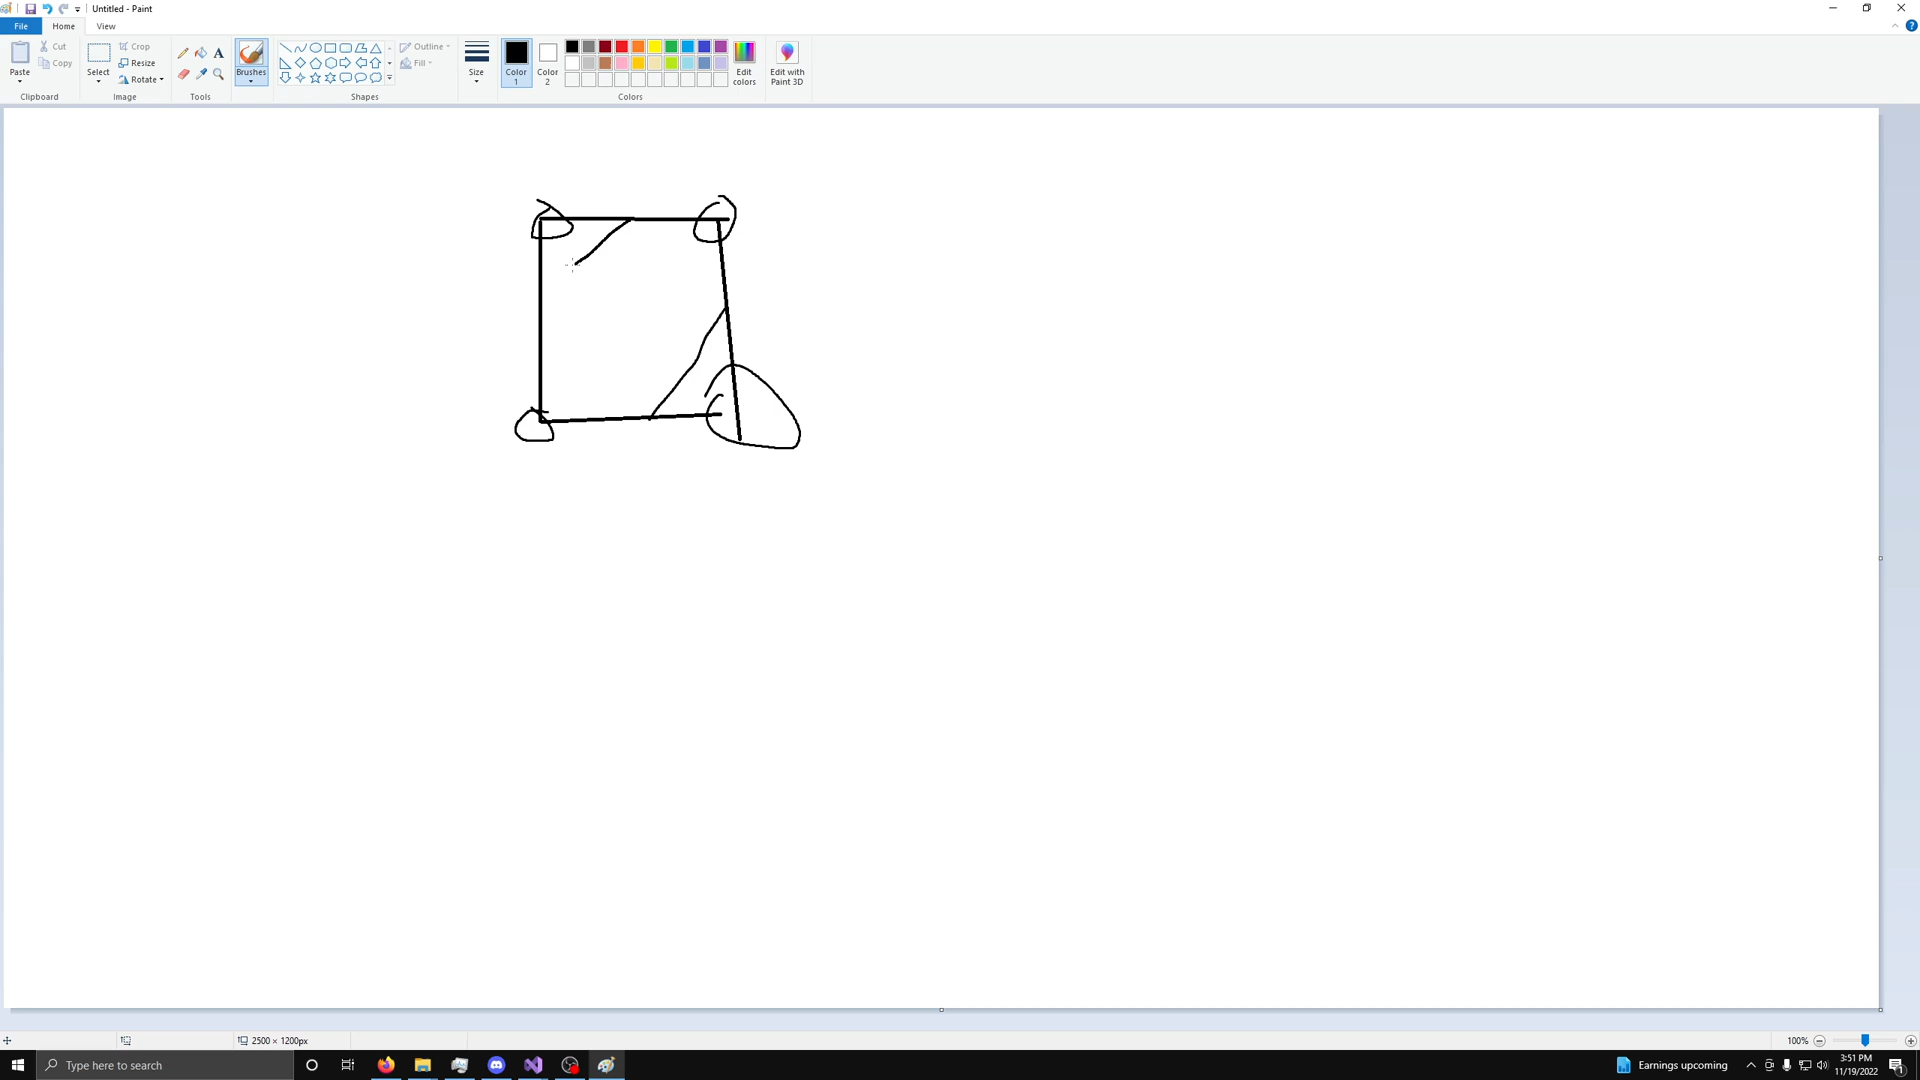 Untitled - Paint
File Home View
Paste
Cut
Copy
Clipboard
Select
Crop
Resize
Rotate
Image
A
Tools
Brushes
Outline
Fill
Shapes
Size
Color 1
Color 2
Edit colors
Edit with Paint 3D
Colors
2500 × 1200px
100%
Type here to search
Earnings upcoming
3:51 PM
11/19/2022
1